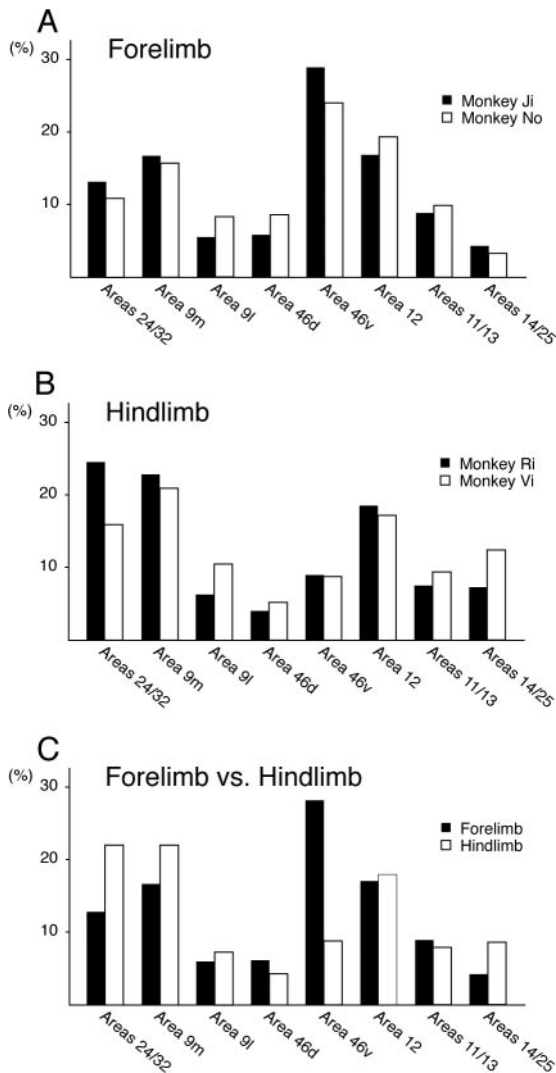 A
(%)
Forelimb
30
20
10
Monkey Ji
Monkey No
Areas 24/32
Area 9m
Area 9l
Area 46d
Area 46v
Area 12
Areas 11/13
Areas 14/25
B
(%)
Hindlimb
30
20
10
Monkey Ri
Monkey Vi
Areas 24/32
Area 9m
Area 9l
Area 46d
Area 46v
Area 12
Areas 11/13
Areas 14/25
C
(%)
Forelimb vs. Hindlimb
30
20
10
Forelimb
Hindlimb
Areas 24/32
Area 9m
Area 9l
Area 46d
Area 46v
Area 12
Areas 11/13
Areas 14/25